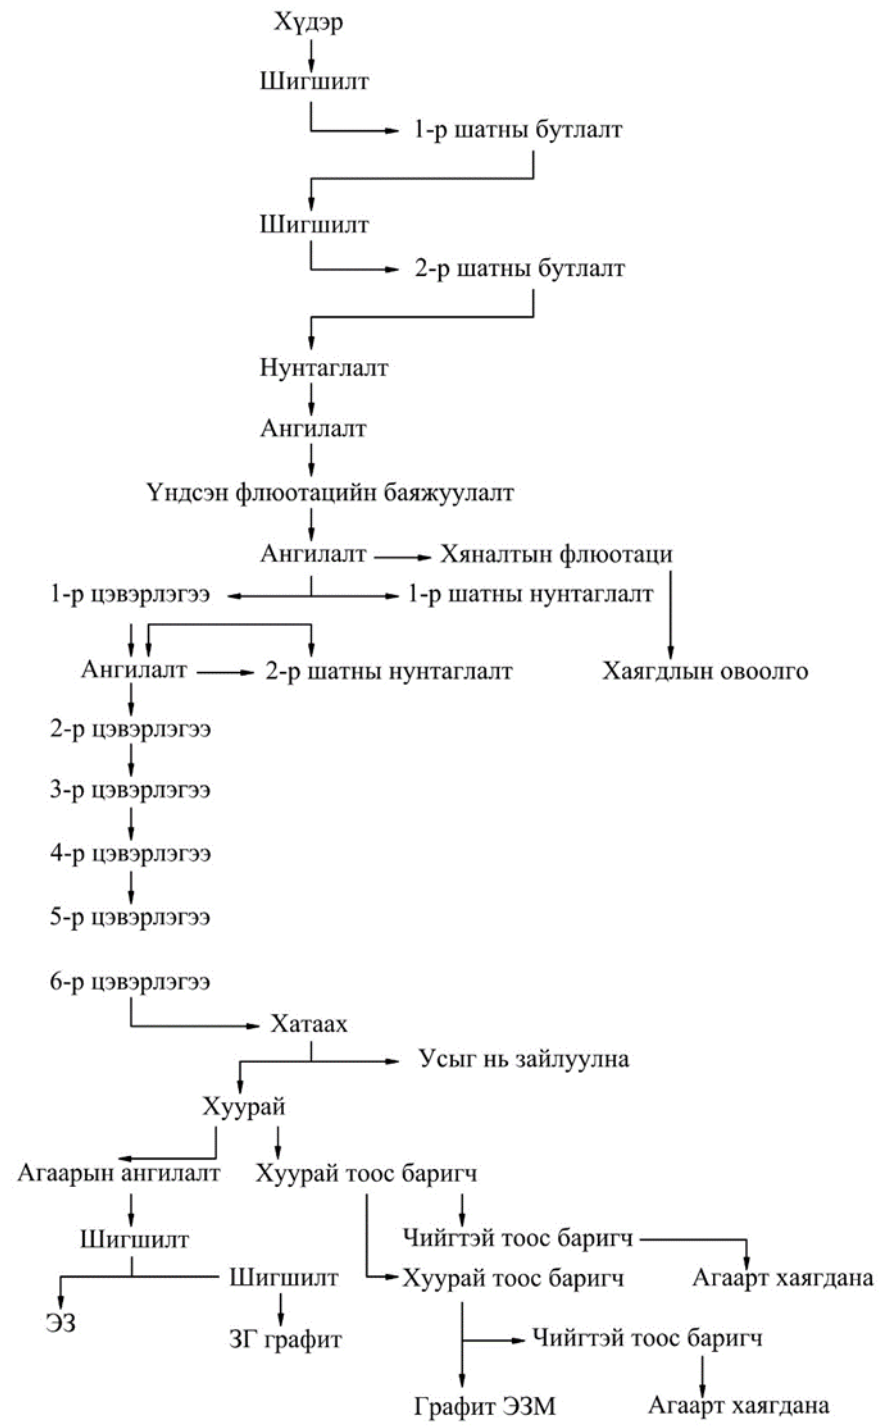 Хүдэр
Шигшилт
1-р шатны бутлалт
Шигшилт
2-р шатны бутлалт
Нунтаглалт
Ангилалт
Үндсэн флюотацийн баяжуулалт
Ангилалт
Хяналтын флюотаци
1-р цэвэрлэгээ
1-р шатны нунтаглалт
Ангилалт
2-р шатны нунтаглалт
Хаягдлын овоолго
2-р цэвэрлэгээ
3-р цэвэрлэгээ
4-р цэвэрлэгээ
5-р цэвэрлэгээ
6-р цэвэрлэгээ
Хатаах
Усыг нь зайлуулна
Хуурай
Агаарын ангилалт
Хуурай тоос баригч
Шигшилт
Чийгтэй тоос баригч
Шигшилт
Хуурай тоос баригч
Агаарт хаягдана
ЭЗ
ЗГ графит
Чийгтэй тоос баригч
Графит ЭЗМ
Агаарт хаягдана